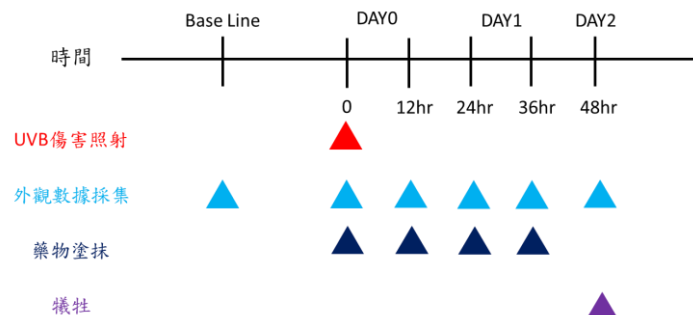 Base Line DAY0 DAY1 DAY2
時間
0 12hr 24hr 36hr 48hr
UVB傷害照射
外觀數據採集
藥物塗抹
犧牲